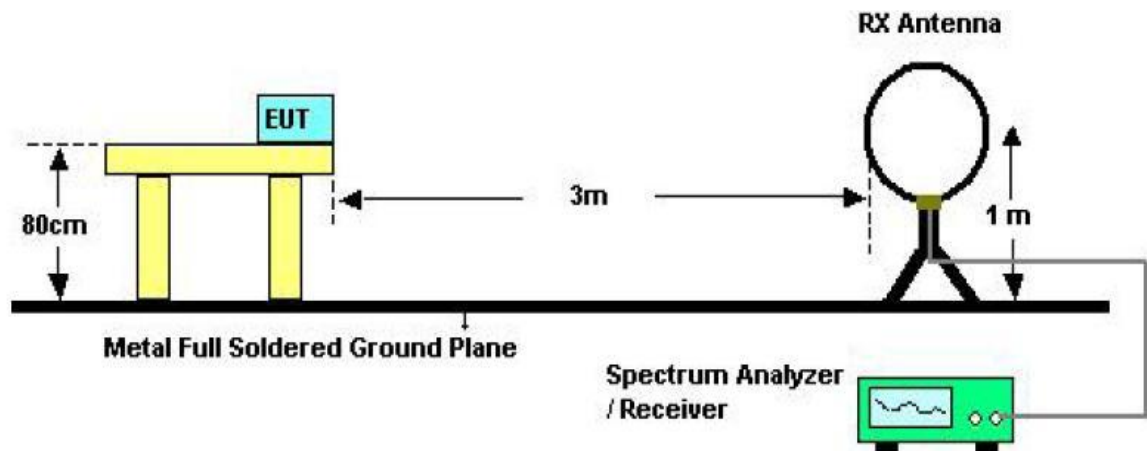 RX Antenna
EUT
80cm
3m
1 m
Metal Full Soldered Ground Plane
Spectrum Analyzer
/ Receiver